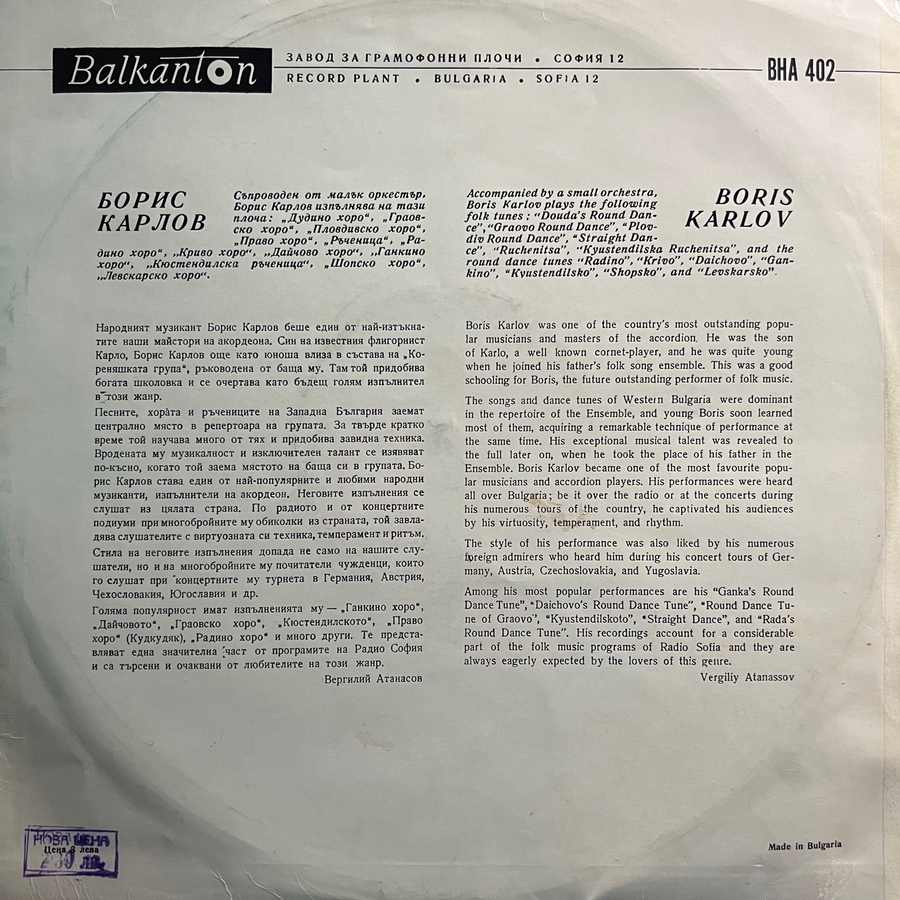 Balkanton
ЗАВОД ЗА ГРАМОФОННИ ПЛОЧИ • СОФИЯ 12
RECORD PLANT • BULGARIA • SOFIA 12
ВНА 402
БОРИС
КАРЛОВ
Съпроводен от малък оркестър,
Борис Карлов изпълнява на тази
плоча: „Дудино хоро“, „Граов-
ско хоро“, „Пловдивско хоро“,
„Право хоро“, „Ръченица“, „Ра-
дино хоро“, „Криво хоро“, „Дайчово хоро“, „Ганкино
хоро“, „Кюстендилска ръченица“, „Шопско хоро“,
„Левскарско хоро“.
Народният музикант Борис Карлов беше един от най-изтъкна-
тите наши майстори на акордеона. Син на известния флигорнист
Карло, Борис Карлов още като юноша влиза в състава на „Ко-
реняшката група“, ръководена от баща му. Там той придобива
богата школовка и се очертава като бъдещ голям изпълнител
в този жанр.
Песните, хората и ръчениците на Западна България заемат
централно място в репертоара на групата. За твърде кратко
време той научава много от тях и придобива завидна техника.
Вродената му музикалност и изключителен талант се изявяват
по-късно, когато той заема мястото на баща си в групата. Бо-
рис Карлов става един от най-популярните и любими народни
музиканти, изпълнители на акордеон. Неговите изпълнения се
слушат из цялата страна. По радиото и от концертните
подиуми при многобройните му обиколки из страната, той завла-
дява слушателите с виртуозната си техника, темперамент и ритъм.
Стила на неговите изпълнения допада не само на нашите слу-
шатели, но и на многобройните му почитатели чужденци, които
го слушат при концертните му турнета в Германия, Австрия,
Чехословакия, Югославия и др.
Голяма популярност имат изпълненията му — „Ганкино хоро“,
„Дайчовото“, „Граовско хоро“, „Кюстендилското“, „Право
хоро“ (Кудкудяк), „Радино хоро“ и много други. Те предста-
вляват една значителна част от програмите на Радио София
и са търсени и очаквани от любителите на този жанр.
Вергилий Атанасов
Accompanied by a small orchestra,
Boris Karlov plays the following
folk tunes: “Douda's Round Dan-
ce”, “Graovo Round Dance”, “Plov-
div Round Dance”, “Straight Dan-
ce”, “Ruchenitsa”, “Kyustendilska Ruchenitsa”, and the
round dance tunes “Radino”, “Krivo”, “Daichovo”, “Gan-
kino”, “Kyustendilsko”, “Shopsko”, and “Levskarsko”.
BORIS
KARLOV
Boris Karlov was one of the country's most outstanding popu-
lar musicians and masters of the accordion. He was the son
of Karlo, a well known cornet-player, and he was quite young
when he joined his father's folk song ensemble. This was a good
schooling for Boris, the future outstanding performer of folk music.
The songs and dance tunes of Western Bulgaria were dominant
in the repertoire of the Ensemble, and young Boris soon learned
most of them, acquiring a remarkable technique of performance at
the same time. His exceptional musical talent was revealed to
the full later on, when he took the place of his father in the
Ensemble. Boris Karlov became one of the most favourite popu-
lar musicians and accordion players. His performances were heard
all over Bulgaria; be it over the radio or at the concerts during
his numerous tours of the country, he captivated his audiences
by his virtuosity, temperament, and rhythm.
The style of his performance was also liked by his numerous
foreign admirers who heard him during his concert tours of Ger-
many, Austria, Czechoslovakia, and Yugoslavia.
Among his most popular performances are his “Ganka's Round
Dance Tune”, “Daichovo's Round Dance Tune”, “Round Dance Tu-
ne of Graovo”, “Kyustendilskoto”, “Straight Dance”, and “Rada's
Round Dance Tune”. His recordings account for a considerable
part of the folk music programs of Radio Sofia and they are
always eagerly expected by the lovers of this genre.
Vergiliy Atanassov
НОВА ЦЕНА
Цена лева
ЛВ.
Made in Bulgaria